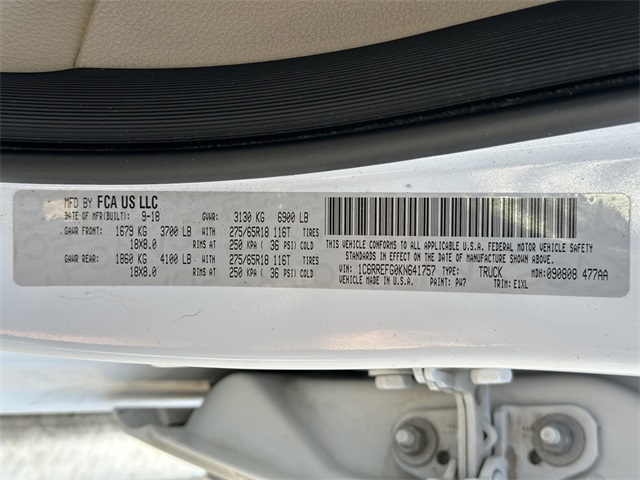 MFD BY FCA US LLC
DATE OF MFR(BUILT): 9-18 GVWR: 3130 KG 6900 LB
GAWR FRONT: 1679 KG 3700 LB 275/65R18 116T TIRES
18X8.0 RIMS AT 250 KPA ( 36 PSI) COLD
GAWR REAR: 1860 KG 4100 LB 275/65R18 116T TIRES
18X8.0 RIMS AT 250 KPA ( 36 PSI) COLD
THIS VEHICLE CONFORMS TO ALL APPLICABLE U.S.A. FEDERAL MOTOR VEHICLE SAFETY
STANDARDS IN EFFECT ON THE DATE OF MANUFACTURE SHOWN ABOVE.
VIN: 1C6RREFG0KN641757 TYPE: TRUCK MDH:090808 477AA
VEHICLE MADE IN U.S.A. PAINT: PW7 TRIM: E1XL